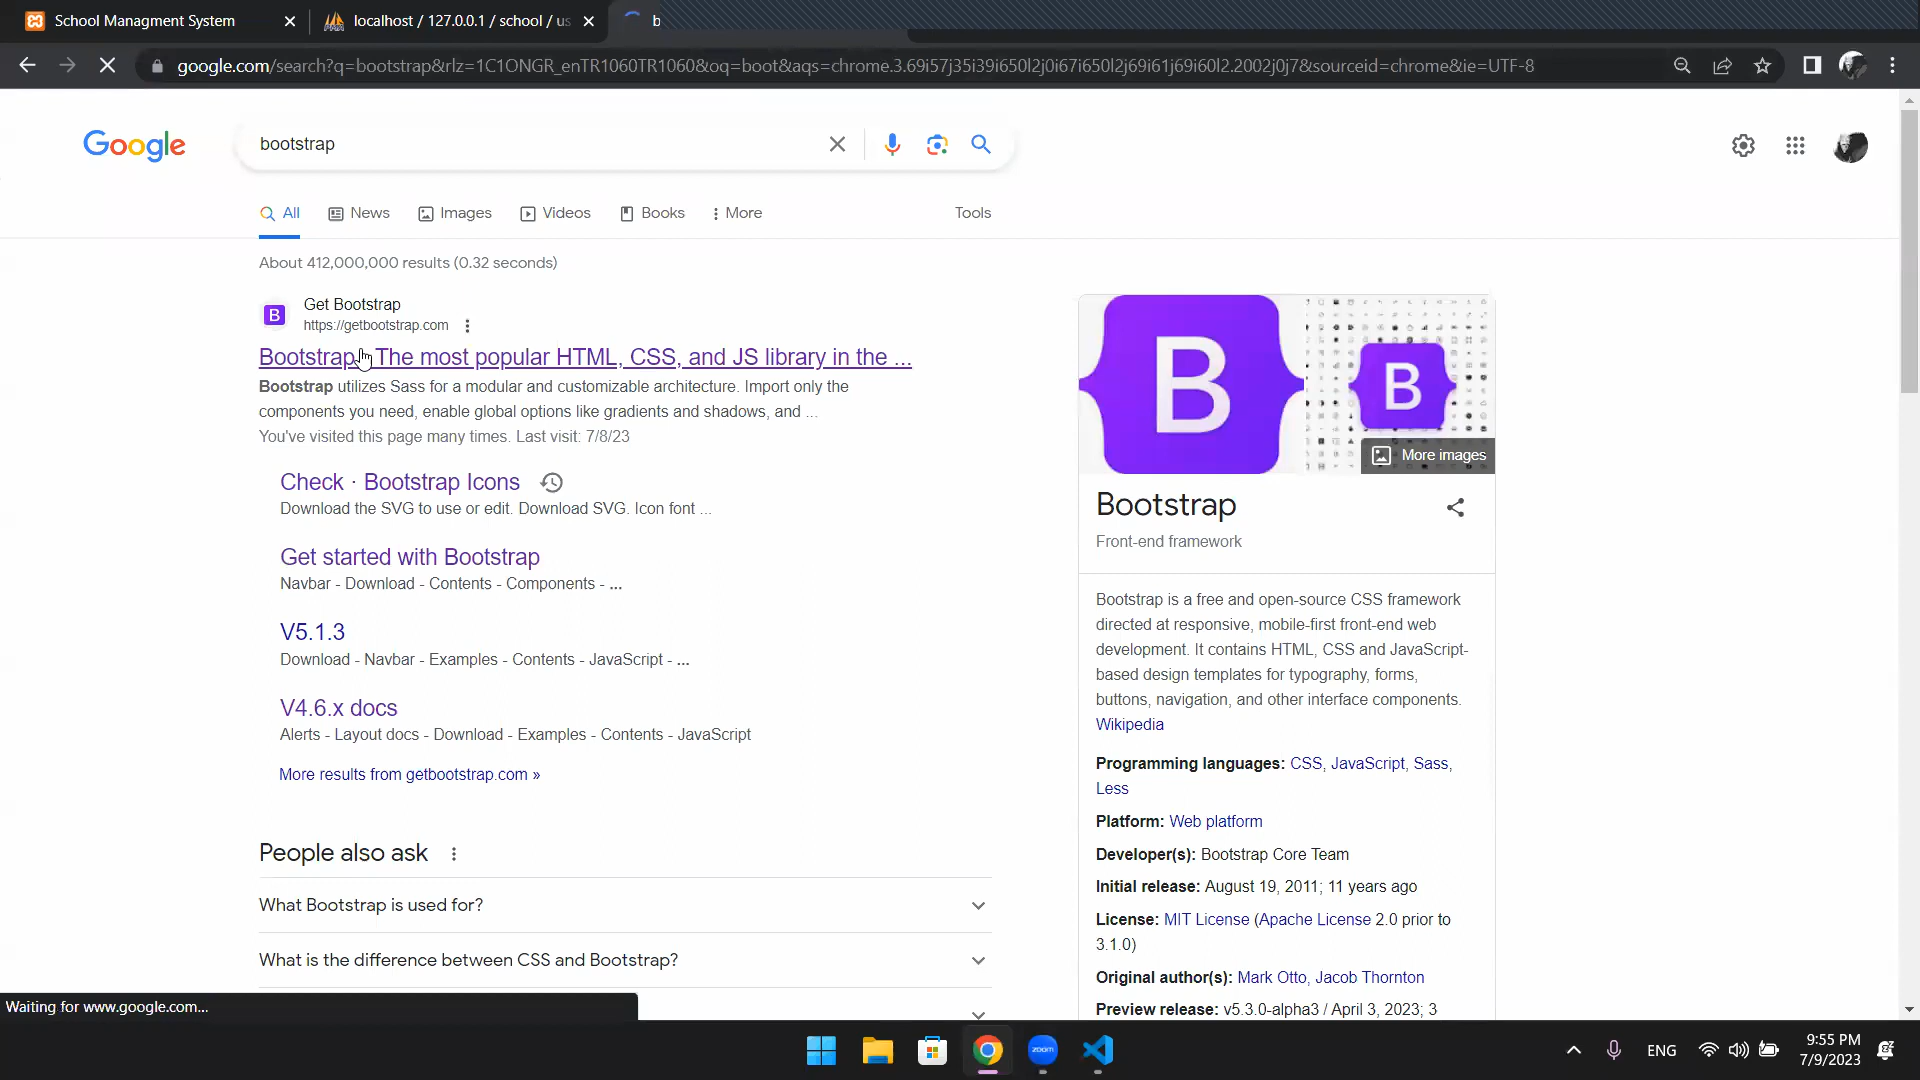 School Managment System
localhost / 127.0.0.1 / school / us
b
google.com/search?q=bootstrap&rlz=1C1ONGR_enTR1060TR1060&oq=boot&aqs=chrome.3.69i57j35i39i650l2j0i67i650l2j69i61j69i60l2.2002j0j7&sourceid=chrome&ie=UTF-8
Google
bootstrap
All
News
Images
Videos
Books
More
Tools
About 412,000,000 results (0.32 seconds)
B
Get Bootstrap
https://getbootstrap.com
Bootstrap · The most popular HTML, CSS, and JS library in the ...
Bootstrap utilizes Sass for a modular and customizable architecture. Import only the
components you need, enable global options like gradients and shadows, and ...
You've visited this page many times. Last visit: 7/8/23
Check · Bootstrap Icons
Download the SVG to use or edit. Download SVG. Icon font ...
Get started with Bootstrap
Navbar - Download - Contents - Components - ...
V5.1.3
Download - Navbar - Examples - Contents - JavaScript - ...
V4.6.x docs
Alerts - Layout docs - Download - Examples - Contents - JavaScript
More results from getbootstrap.com »
People also ask
What Bootstrap is used for?
What is the difference between CSS and Bootstrap?
B
B
More images
Bootstrap
Front-end framework
Bootstrap is a free and open-source CSS framework
directed at responsive, mobile-first front-end web
development. It contains HTML, CSS and JavaScript-
based design templates for typography, forms,
buttons, navigation, and other interface components.
Wikipedia
Programming languages: CSS, JavaScript, Sass,
Less
Platform: Web platform
Developer(s): Bootstrap Core Team
Initial release: August 19, 2011; 11 years ago
License: MIT License (Apache License 2.0 prior to
3.1.0)
Original author(s): Mark Otto, Jacob Thornton
Preview release: v5.3.0-alpha3 / April 3, 2023; 3
Waiting for www.google.com...
zoom
ENG
9:55 PM
7/9/2023